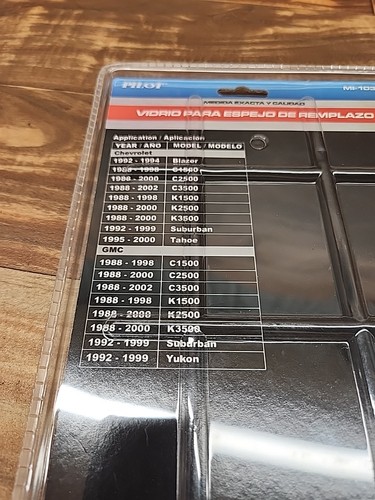 PILOT MI-103
MEDIDA EXACTA Y CALIDAD
VIDRIO PARA ESPEJO DE REMPLAZO
Application / Aplicación
YEAR / AÑO MODEL / MODELO
Chevrolet
1992 - 1994 Blazer
1988 - 1998 C1500
1988 - 2000 C2500
1988 - 2002 C3500
1988 - 1998 K1500
1988 - 2000 K2500
1988 - 2000 K3500
1992 - 1999 Suburban
1995 - 2000 Tahoe
GMC
1988 - 1998 C1500
1988 - 2000 C2500
1988 - 2002 C3500
1988 - 1998 K1500
1988 - 2000 K2500
1988 - 2000 K3500
1992 - 1999 Suburban
1992 - 1999 Yukon